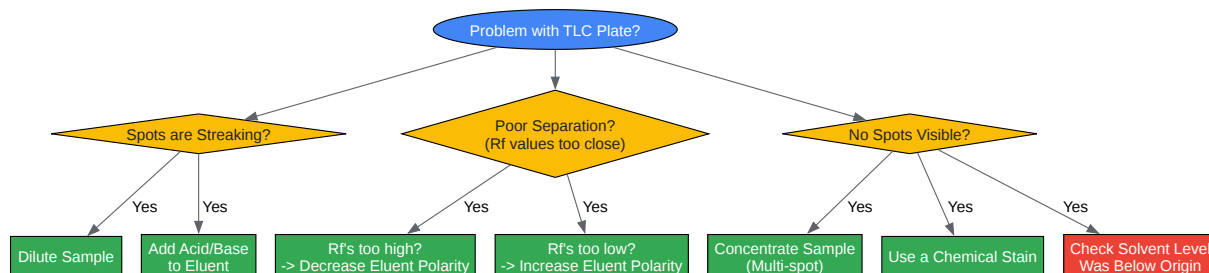 Problem with TLC Plate?
Spots are Streaking?
Poor Separation?
(Rf values too close)
No Spots Visible?
Yes
Yes
Yes
Yes
Yes
Yes
Yes
Dilute Sample
Add Acid/Base
to Eluent
Rf's too high?
-> Decrease Eluent Polarity
Rf's too low?
-> Increase Eluent Polarity
Concentrate Sample
(Multi-spot)
Use a Chemical Stain
Check Solvent Level
Was Below Origin